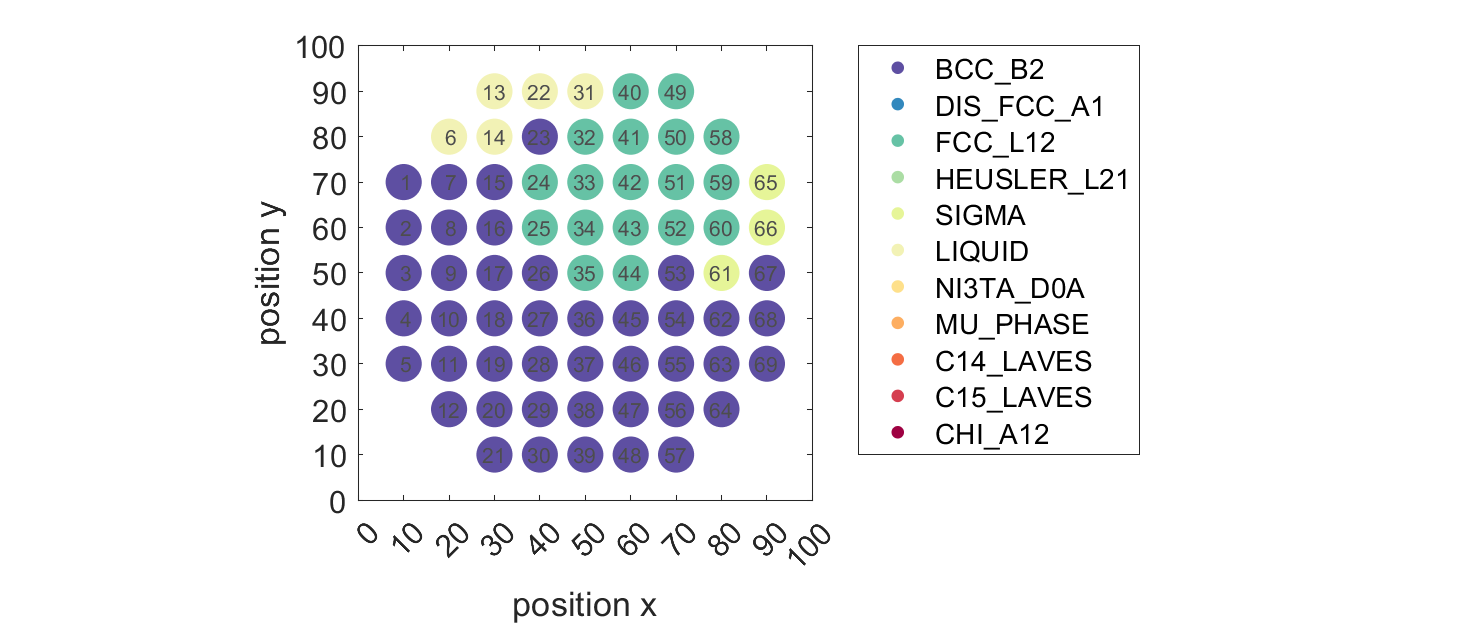 100
90
80
70
60
50
40
30
20
10
0
position y
13 22 31 40 49
6 14 23 32 41 50 58
1 7 15 24 33 42 51 59 65
2 8 16 25 34 43 52 60 66
3 9 17 26 35 44 53 61 67
4 10 18 27 36 45 54 62 68
5 11 19 28 37 46 55 63 69
12 20 29 38 47 56 64
21 30 39 48 57
0 10 20 30 40 50 60 70 80 90 100
position x
BCC_B2
DIS_FCC_A1
FCC_L12
HEUSLER_L21
SIGMA
LIQUID
NI3TA_D0A
MU_PHASE
C14_LAVES
C15_LAVES
CHI_A12